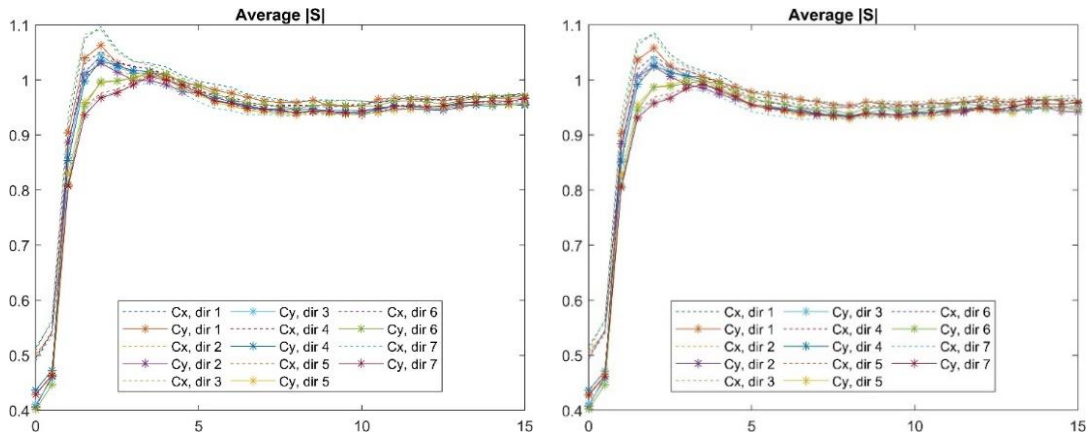 Average |S|
1.1
1
0.9
0.8
0.7
0.6
0.5
0.4
0 5 10 15
Cx, dir 1 Cy, dir 3 Cx, dir 6
Cy, dir 1 Cx, dir 4 Cy, dir 6
Cx, dir 2 Cy, dir 4 Cx, dir 7
Cy, dir 2 Cx, dir 5 Cy, dir 7
Cx, dir 3 Cy, dir 5
Average |S|
1.1
1
0.9
0.8
0.7
0.6
0.5
0.4
0 5 10 15
Cx, dir 1 Cy, dir 3 Cx, dir 6
Cy, dir 1 Cx, dir 4 Cy, dir 6
Cx, dir 2 Cy, dir 4 Cx, dir 7
Cy, dir 2 Cx, dir 5 Cy, dir 7
Cx, dir 3 Cy, dir 5